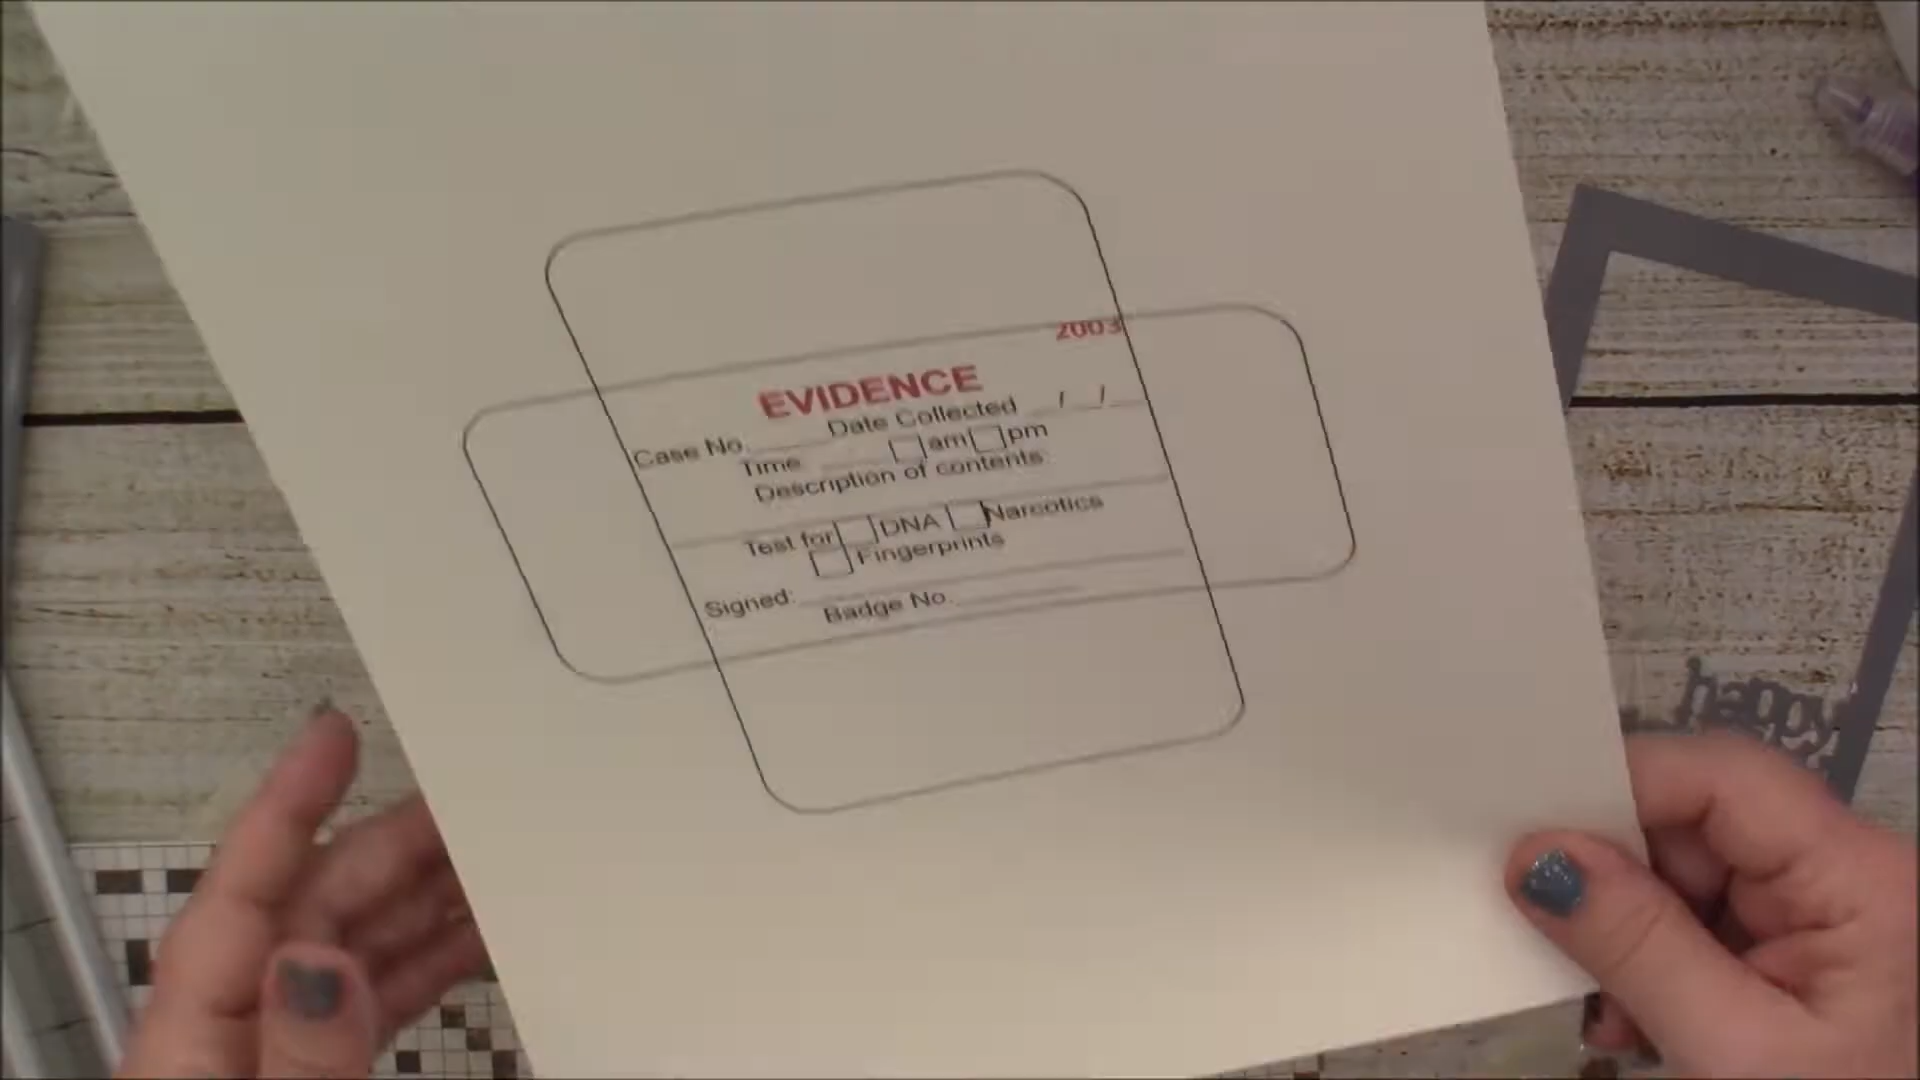 2003
EVIDENCE
Case No. Date Collected / /
Time am pm
Description of contents:
Test for DNA Narcotics
Fingerprints
Signed:
Badge No.
happy